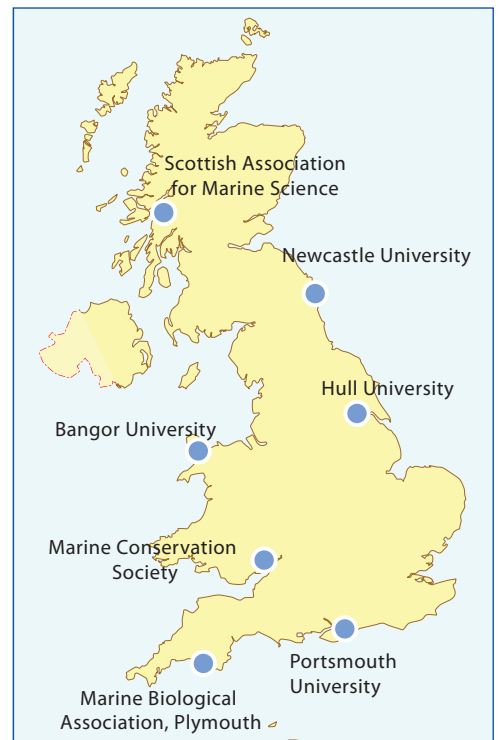 Scottish Association
for Marine Science
Newcastle University
Hull University
Bangor University
Marine Conservation
Society
Portsmouth
University
Marine Biological
Association, Plymouth